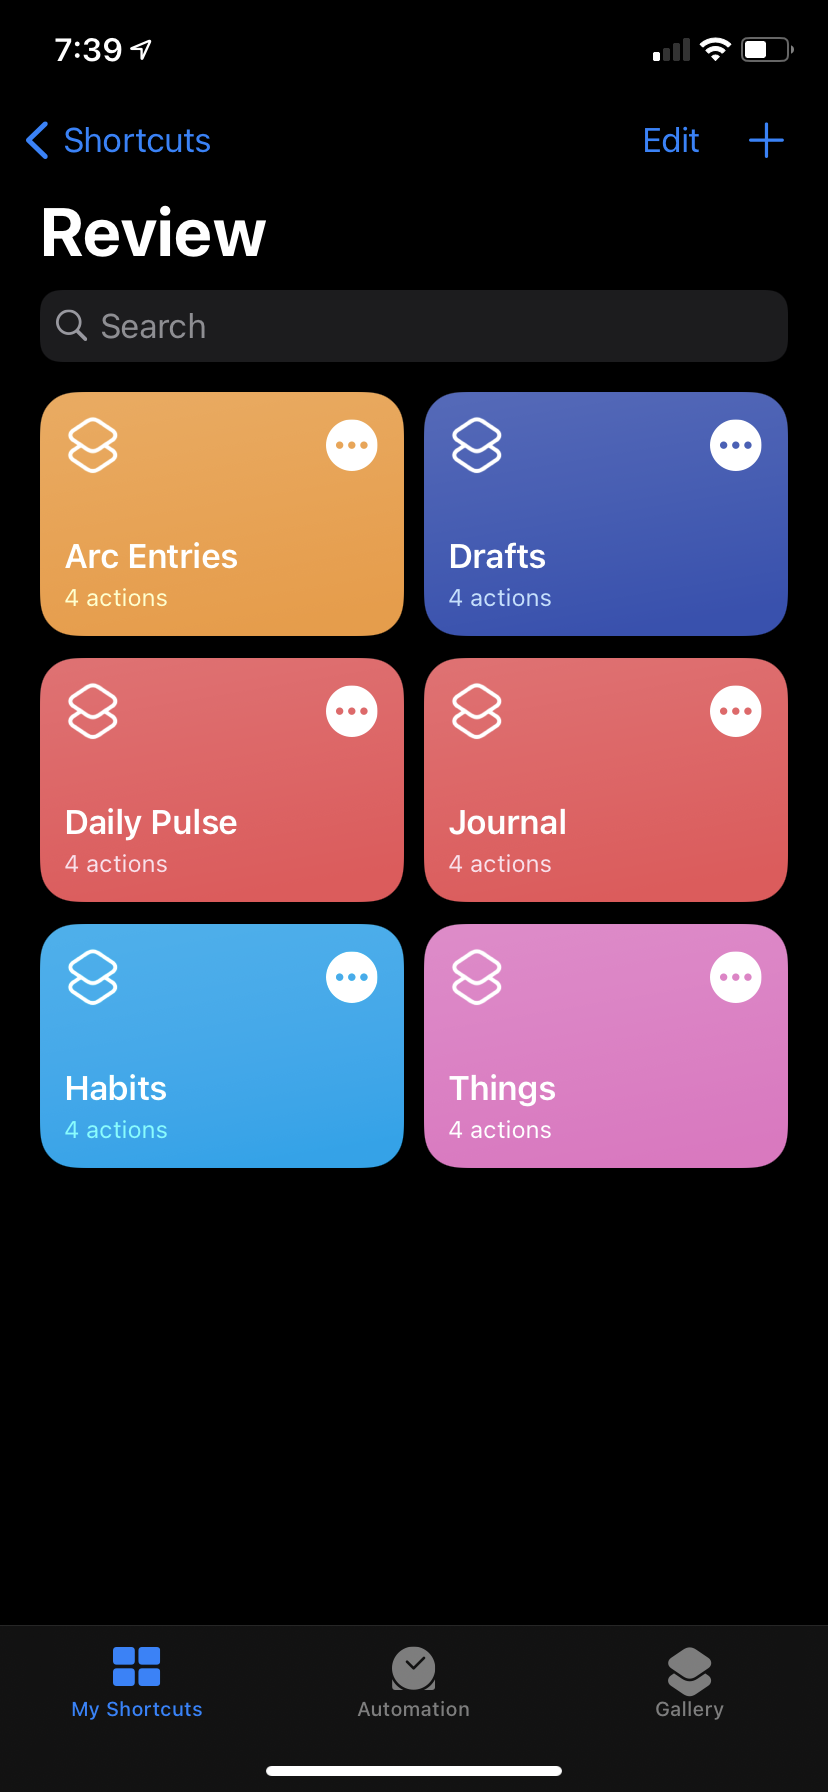 7:39
Shortcuts
Edit
Review
Search
Arc Entries
4 actions
Drafts
4 actions
Daily Pulse
4 actions
Journal
4 actions
Habits
4 actions
Things
4 actions
My Shortcuts
Automation
Gallery